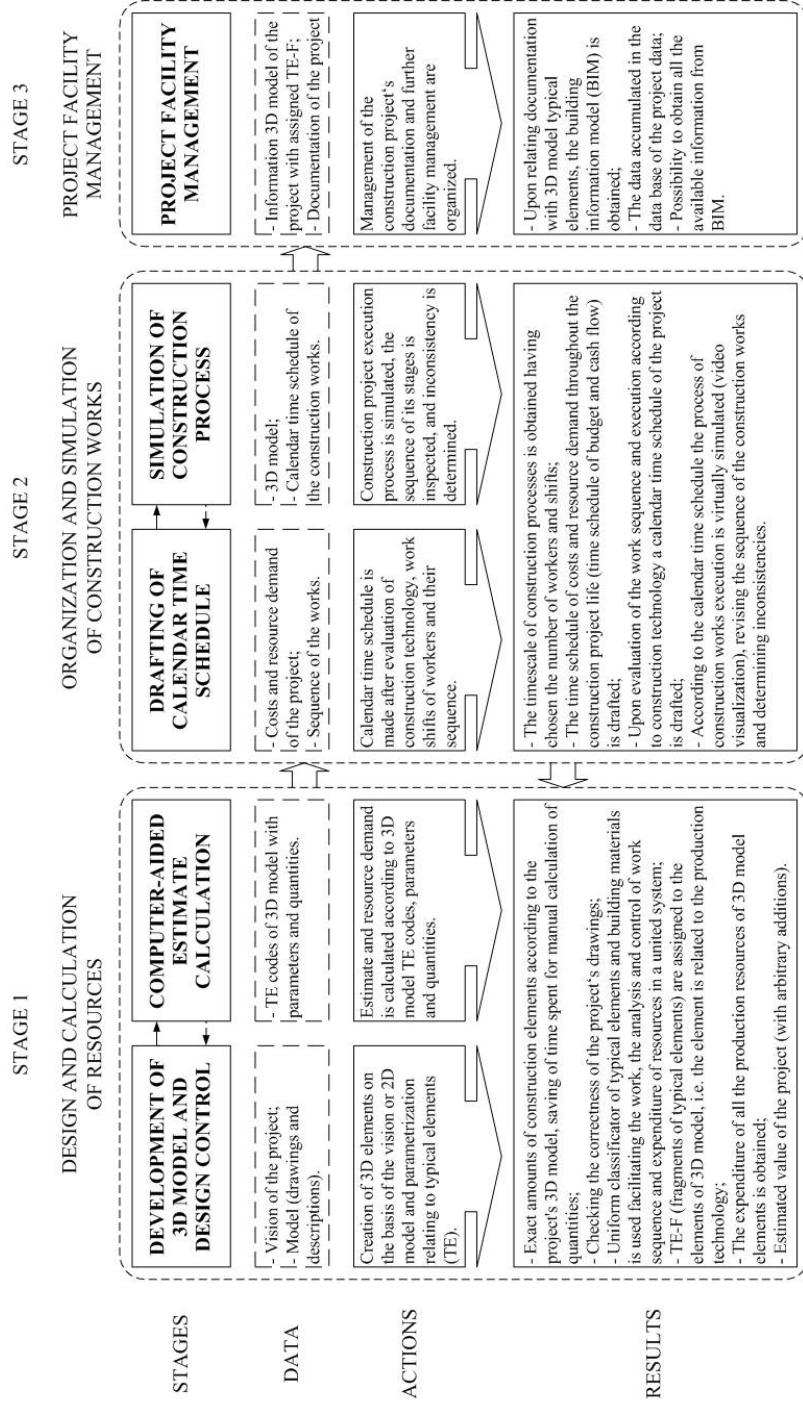 STAGE 1
DESIGN AND CALCULATION
OF RESOURCES
STAGE 2
ORGANIZATION AND SIMULATION
OF CONSTRUCTION WORKS
STAGE 3
PROJECT FACILITY
MANAGEMENT
STAGES
DEVELOPMENT OF
3D MODEL AND
DESIGN CONTROL
COMPUTER-AIDED
ESTIMATE
CALCULATION
DRAFTING OF
CALENDAR TIME
SCHEDULE
SIMULATION OF
CONSTRUCTION
PROCESS
PROJECT FACILITY
MANAGEMENT
DATA
- Vision of the project;
- Model (drawings and
descriptions).
- TE codes of 3D model with
parameters and quantities.
- Costs and resource demand
of the project;
- Sequence of the works.
- 3D model;
- Calendar time schedule of
the construction works.
- Information 3D model of the
project with assigned TE-F;
- Documentation of the project
ACTIONS
Creation of 3D elements on
the basis of the vision or 2D
model and parametrization
relating to typical elements
(TE).
Estimate and resource demand
is calculated according to 3D
model TE codes, parameters
and quantities.
Calendar time schedule is
made after evaluation of
construction technology, work
shifts of workers and their
sequence.
Construction project execution
process is simulated, the
sequence of its stages is
inspected, and inconsistency is
determined.
Management of the
construction project's
documentation and further
facility management are
organized.
RESULTS
- Exact amounts of construction elements according to the
project's 3D model, saving of time spent for manual calculation of
quantities;
- Checking the correctness of the project's drawings;
- Uniform classificator of typical elements and building materials
is used facilitating the work, the analysis and control of work
sequence and expenditure of resources in a united system;
- TE-F (fragments of typical elements) are assigned to the
elements of 3D model, i.e. the element is related to the production
technology;
- The expenditure of all the production resources of 3D model
elements is obtained;
- Estimated value of the project (with arbitrary additions).
- The timescale of construction processes is obtained having
chosen the number of workers and shifts;
- The time schedule of costs and resource demand throughout the
construction project life (time schedule of budget and cash flow)
is drafted;
- Upon evaluation of the work sequence and execution according
to construction technology a calendar time schedule of the project
is drafted;
- According to the calendar time schedule the process of
construction works execution is virtually simulated (video
visualization), revising the sequence of the construction works
and determining inconsistencies.
- Upon relating documentation
with 3D model typical
elements, the building
information model (BIM) is
obtained;
- The data accumulated in the
data base of the project data;
- Possibility to obtain all the
available information from
BIM.